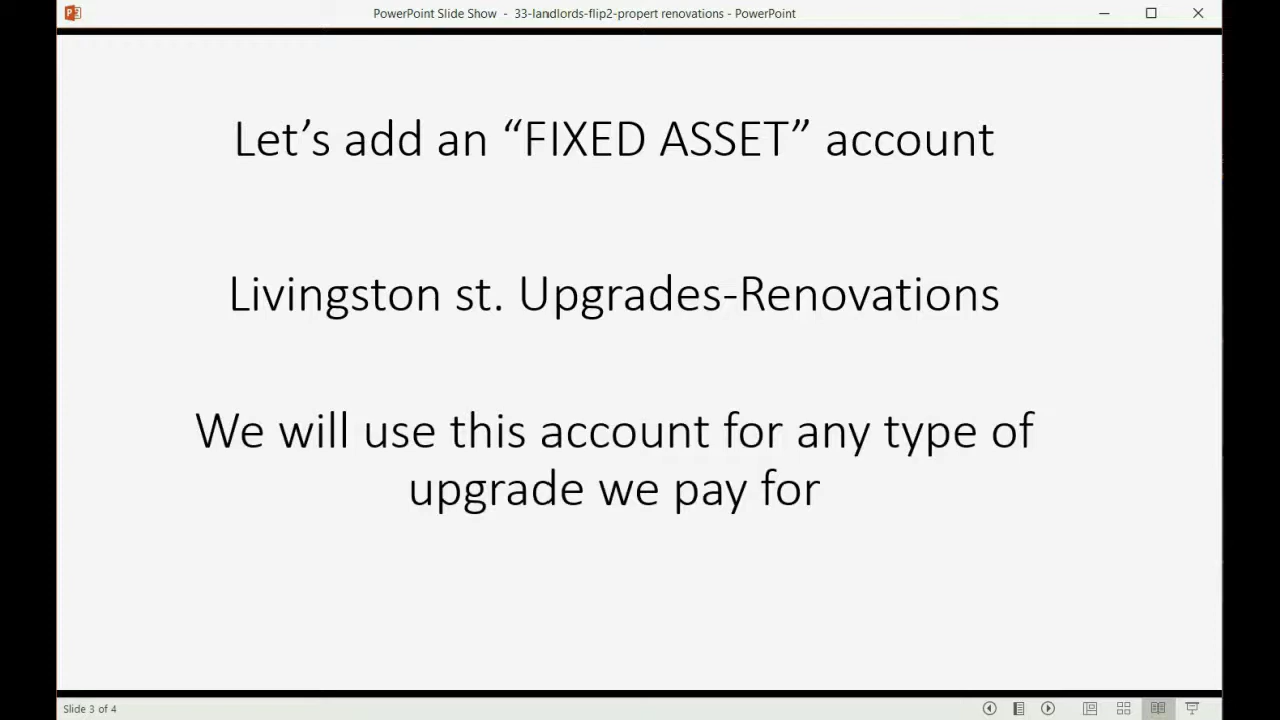 PowerPoint Slide Show - 33-landlords-flip2-propert renovations - PowerPoint
Let’s add an “FIXED ASSET” account
Livingston st. Upgrades-Renovations
We will use this account for any type of
upgrade we pay for
Slide 3 of 4